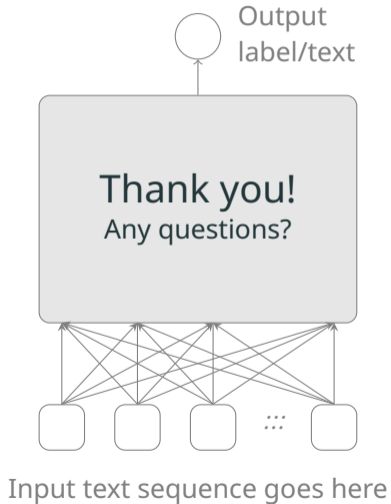 Output
label/text
Thank you!
Any questions?
Input text sequence goes here